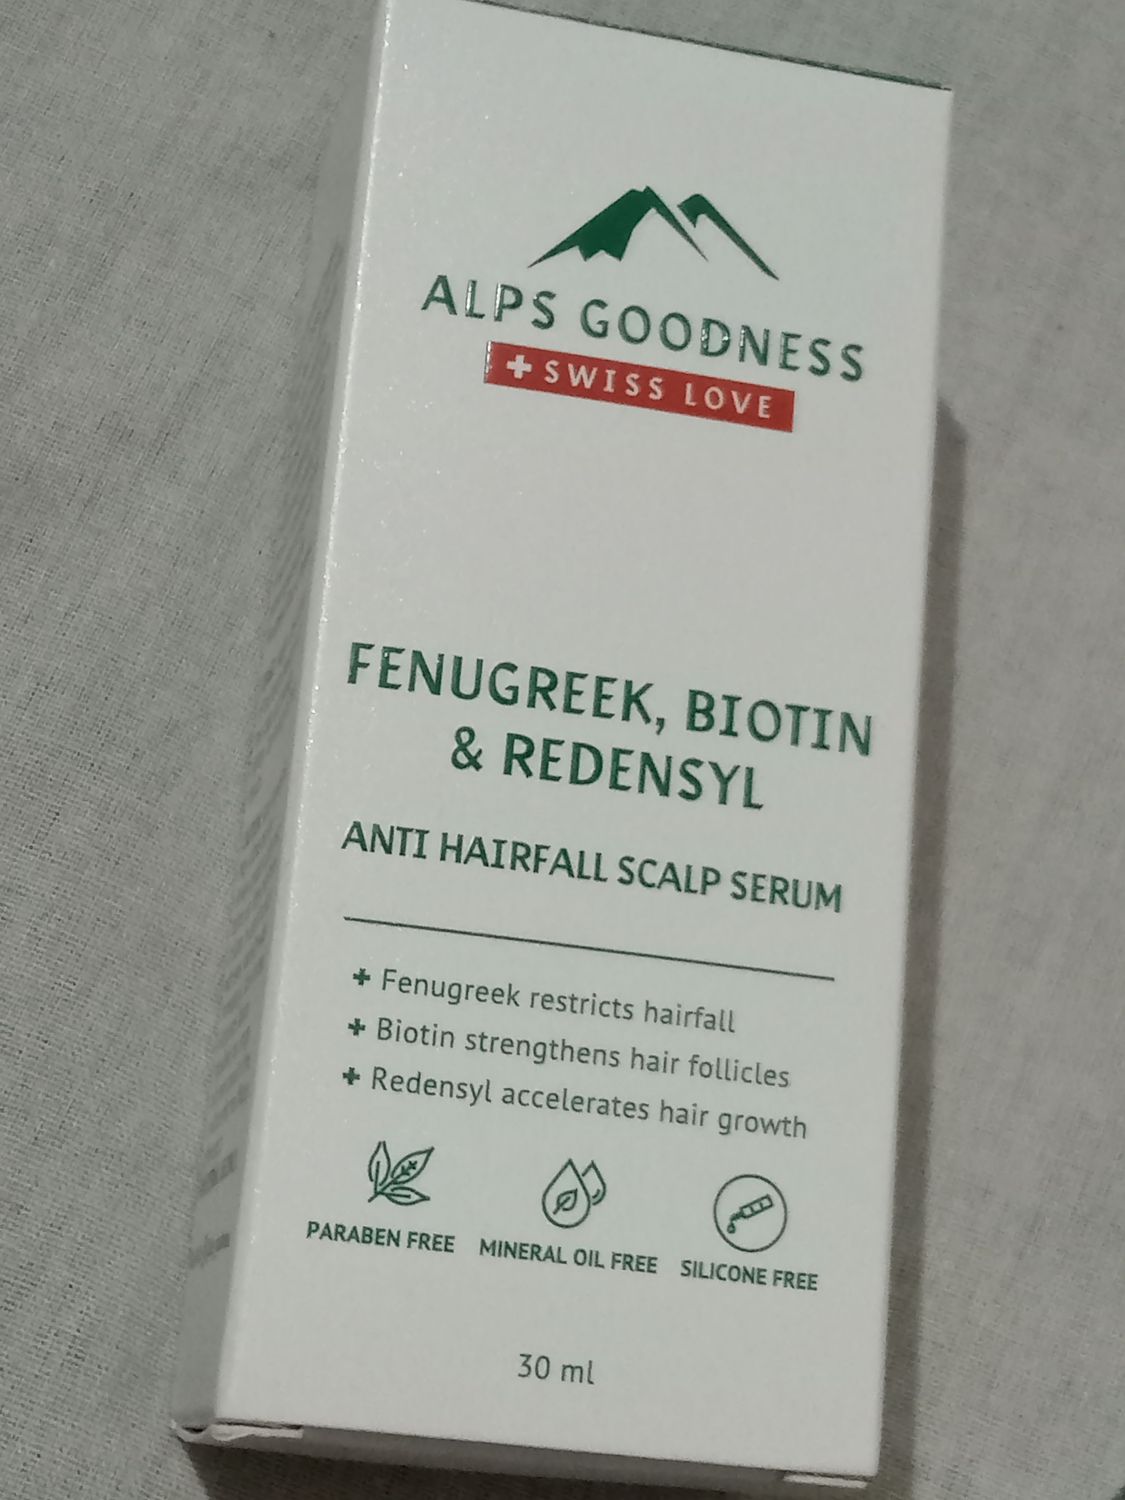 ALPS GOODNESS
+ SWISS LOVE
FENUGREEK, BIOTIN
& REDENSYL
ANTI HAIRFALL SCALP SERUM
+ Fenugreek restricts hairfall
+ Biotin strengthens hair follicles
+ Redensyl accelerates hair growth
PARABEN FREE MINERAL OIL FREE SILICONE FREE
30 ml